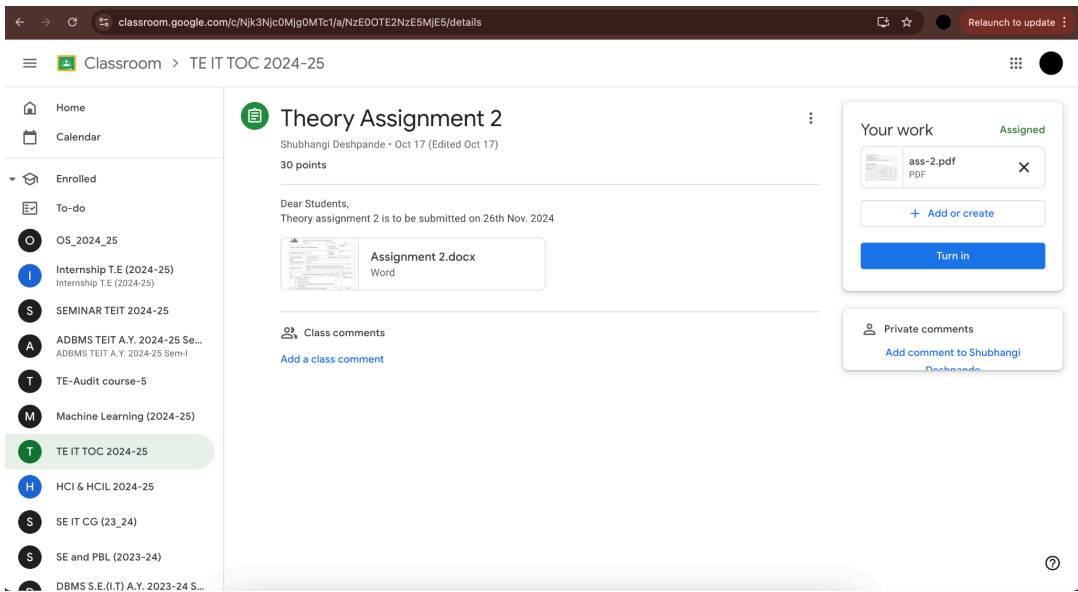 classroom.google.com/c/Njk3Njc0Mjg0MTc1/a/NzE0OTE2NzE5MjE5/details
Relaunch to update
Classroom > TE IT TOC 2024-25
Home
Calendar
Enrolled
To-do
O OS_2024_25
I Internship T.E (2024-25)
Internship T.E (2024-25)
S SEMINAR TEIT 2024-25
A ADBMS TEIT A.Y. 2024-25 Se...
ADBMS TEIT A.Y. 2024-25 Sem-I
T TE-Audit course-5
M Machine Learning (2024-25)
T TE IT TOC 2024-25
H HCI & HCIL 2024-25
S SE IT CG (23_24)
S SE and PBL (2023-24)
D DBMS S.E.(I.T) A.Y. 2023-24 S...
Theory Assignment 2
Shubhangi Deshpande • Oct 17 (Edited Oct 17)
30 points
Dear Students,
Theory assignment 2 is to be submitted on 26th Nov. 2024
Assignment 2.docx
Word
Class comments
Add a class comment
Your work Assigned
ass-2.pdf
PDF
+ Add or create
Turn in
Private comments
Add comment to Shubhangi
Deshpande